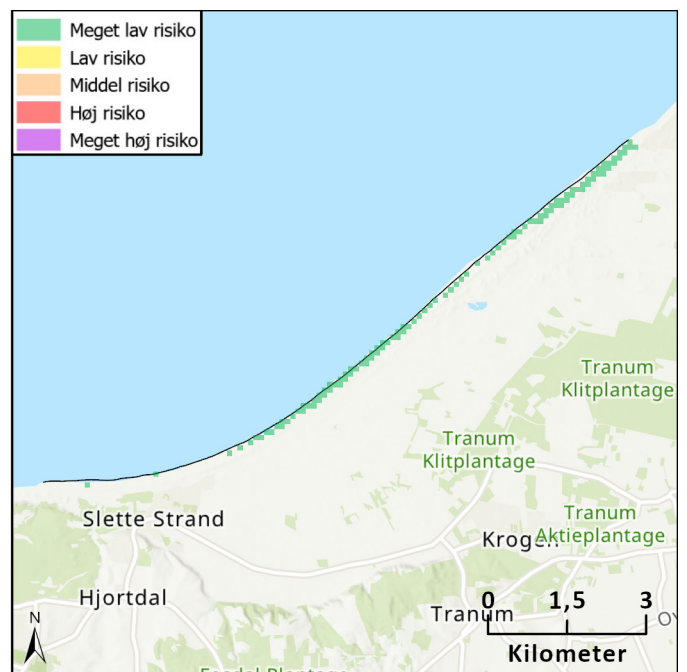 Meget lav risiko
Lav risiko
Middel risiko
Høj risiko
Meget høj risiko
Tranum
Klitplantage
Tranum
Klitplantage
Slette Strand
Tranum
Aktieplantage
Krogen
Hjortdal
Tranum
0 1,5 3
Kilometer
N